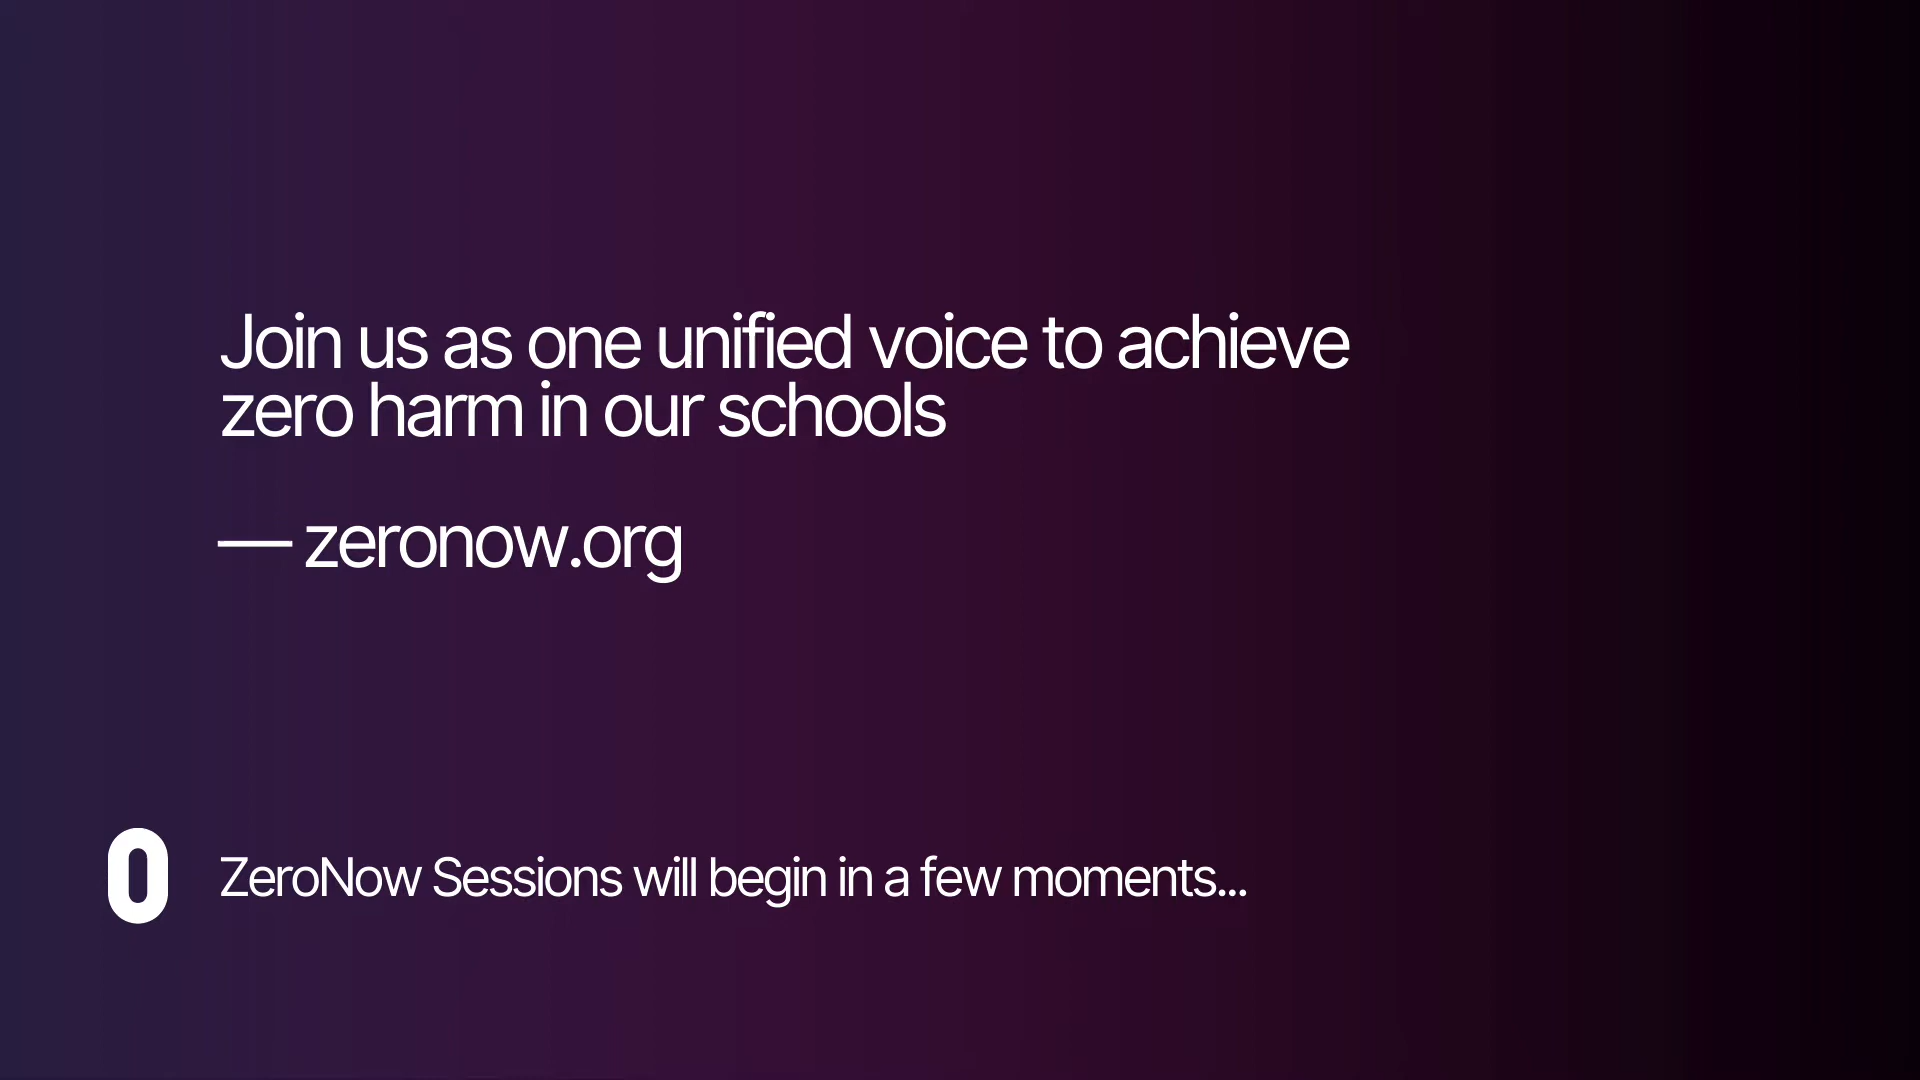 Join us as one unified voice to achieve
zero harm in our schools
— zeronow.org
0 ZeroNow Sessions will begin in a few moments...